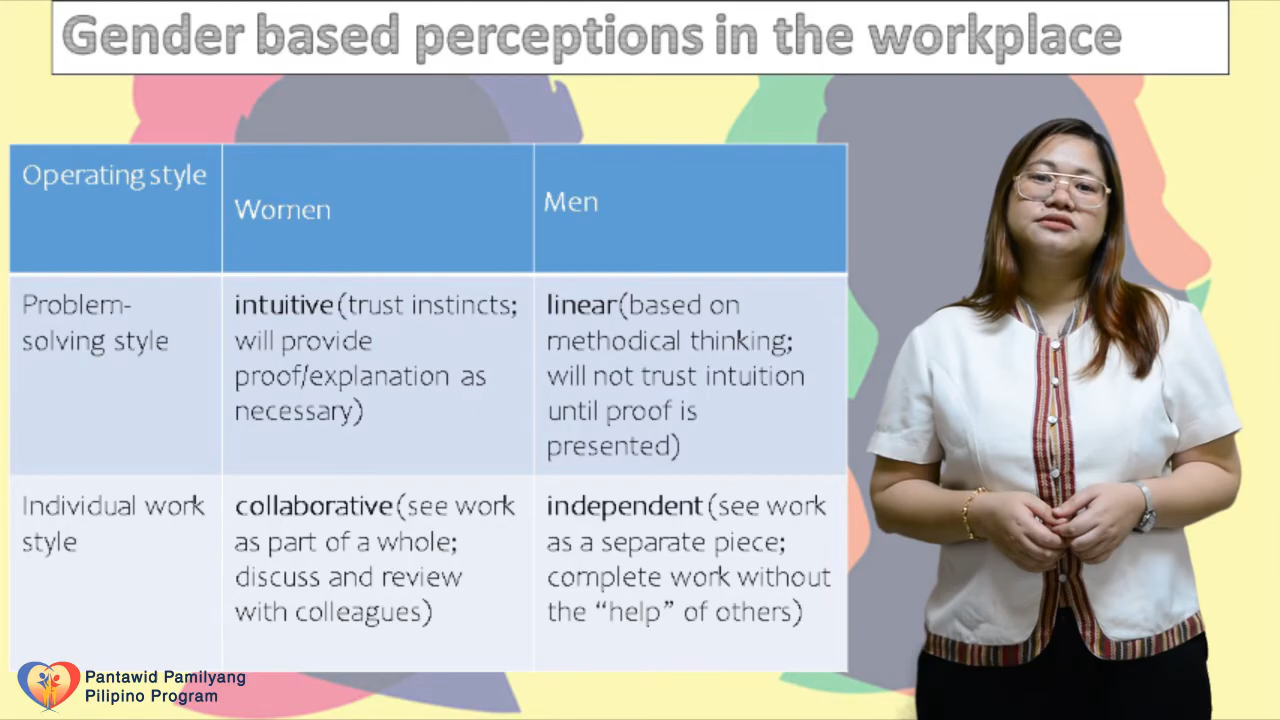 Gender based perceptions in the workplace
Operating style
Women
Men
Problem-
solving style
intuitive(trust instincts;
will provide
proof/explanation as
necessary)
linear(based on
methodical thinking;
will not trust intuition
until proof is
presented)
Individual work
style
collaborative(see work
as part of a whole;
discuss and review
with colleagues)
independent(see work
as a separate piece;
complete work without
the “help” of others)
Pantawid Pamilyang
Pilipino Program